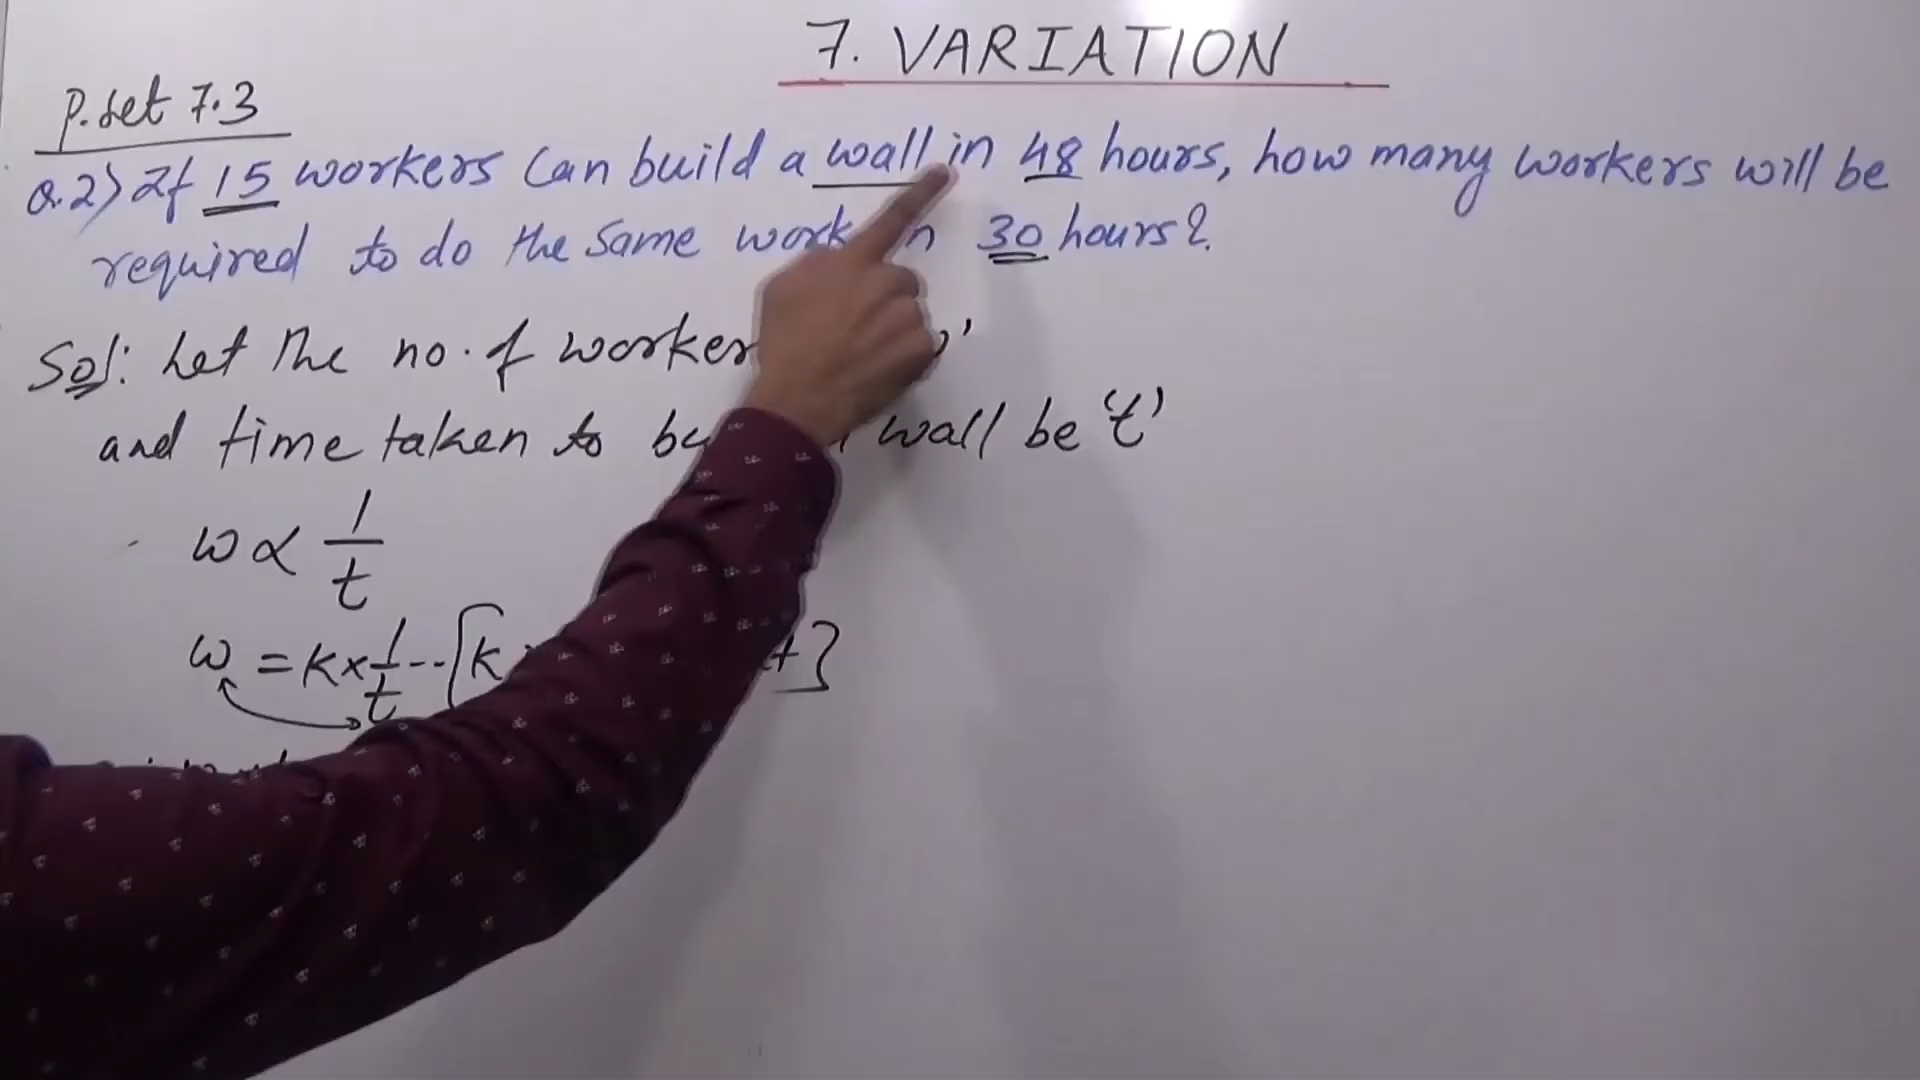 7. VARIATION
P.Set 7.3
Q.2) If 15 workers can build a wall in 48 hours, how many workers will be
required to do the same work in 30 hours?
Sol: Let the no. of worker
and time taken to wall be 't'
w ∝ 1/t
w = k × 1/t -- [k